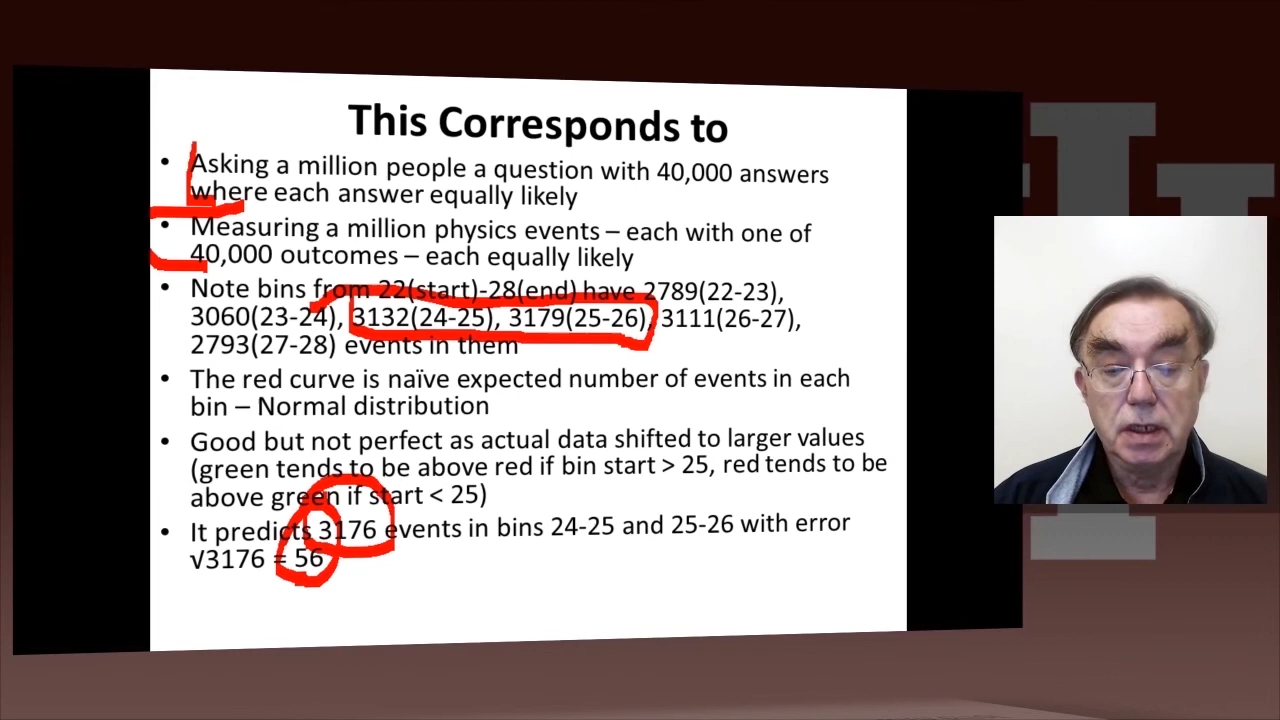 This Corresponds to
• Asking a million people a question with 40,000 answers
where each answer equally likely
• Measuring a million physics events – each with one of
40,000 outcomes – each equally likely
• Note bins from 22(start)-28(end) have 2789(22-23),
3060(23-24), 3132(24-25), 3179(25-26), 3111(26-27),
2793(27-28) events in them
• The red curve is naïve expected number of events in each
bin – Normal distribution
• Good but not perfect as actual data shifted to larger values
(green tends to be above red if bin start > 25, red tends to be
above green if start < 25)
• It predicts 3176 events in bins 24-25 and 25-26 with error
√3176 = 56